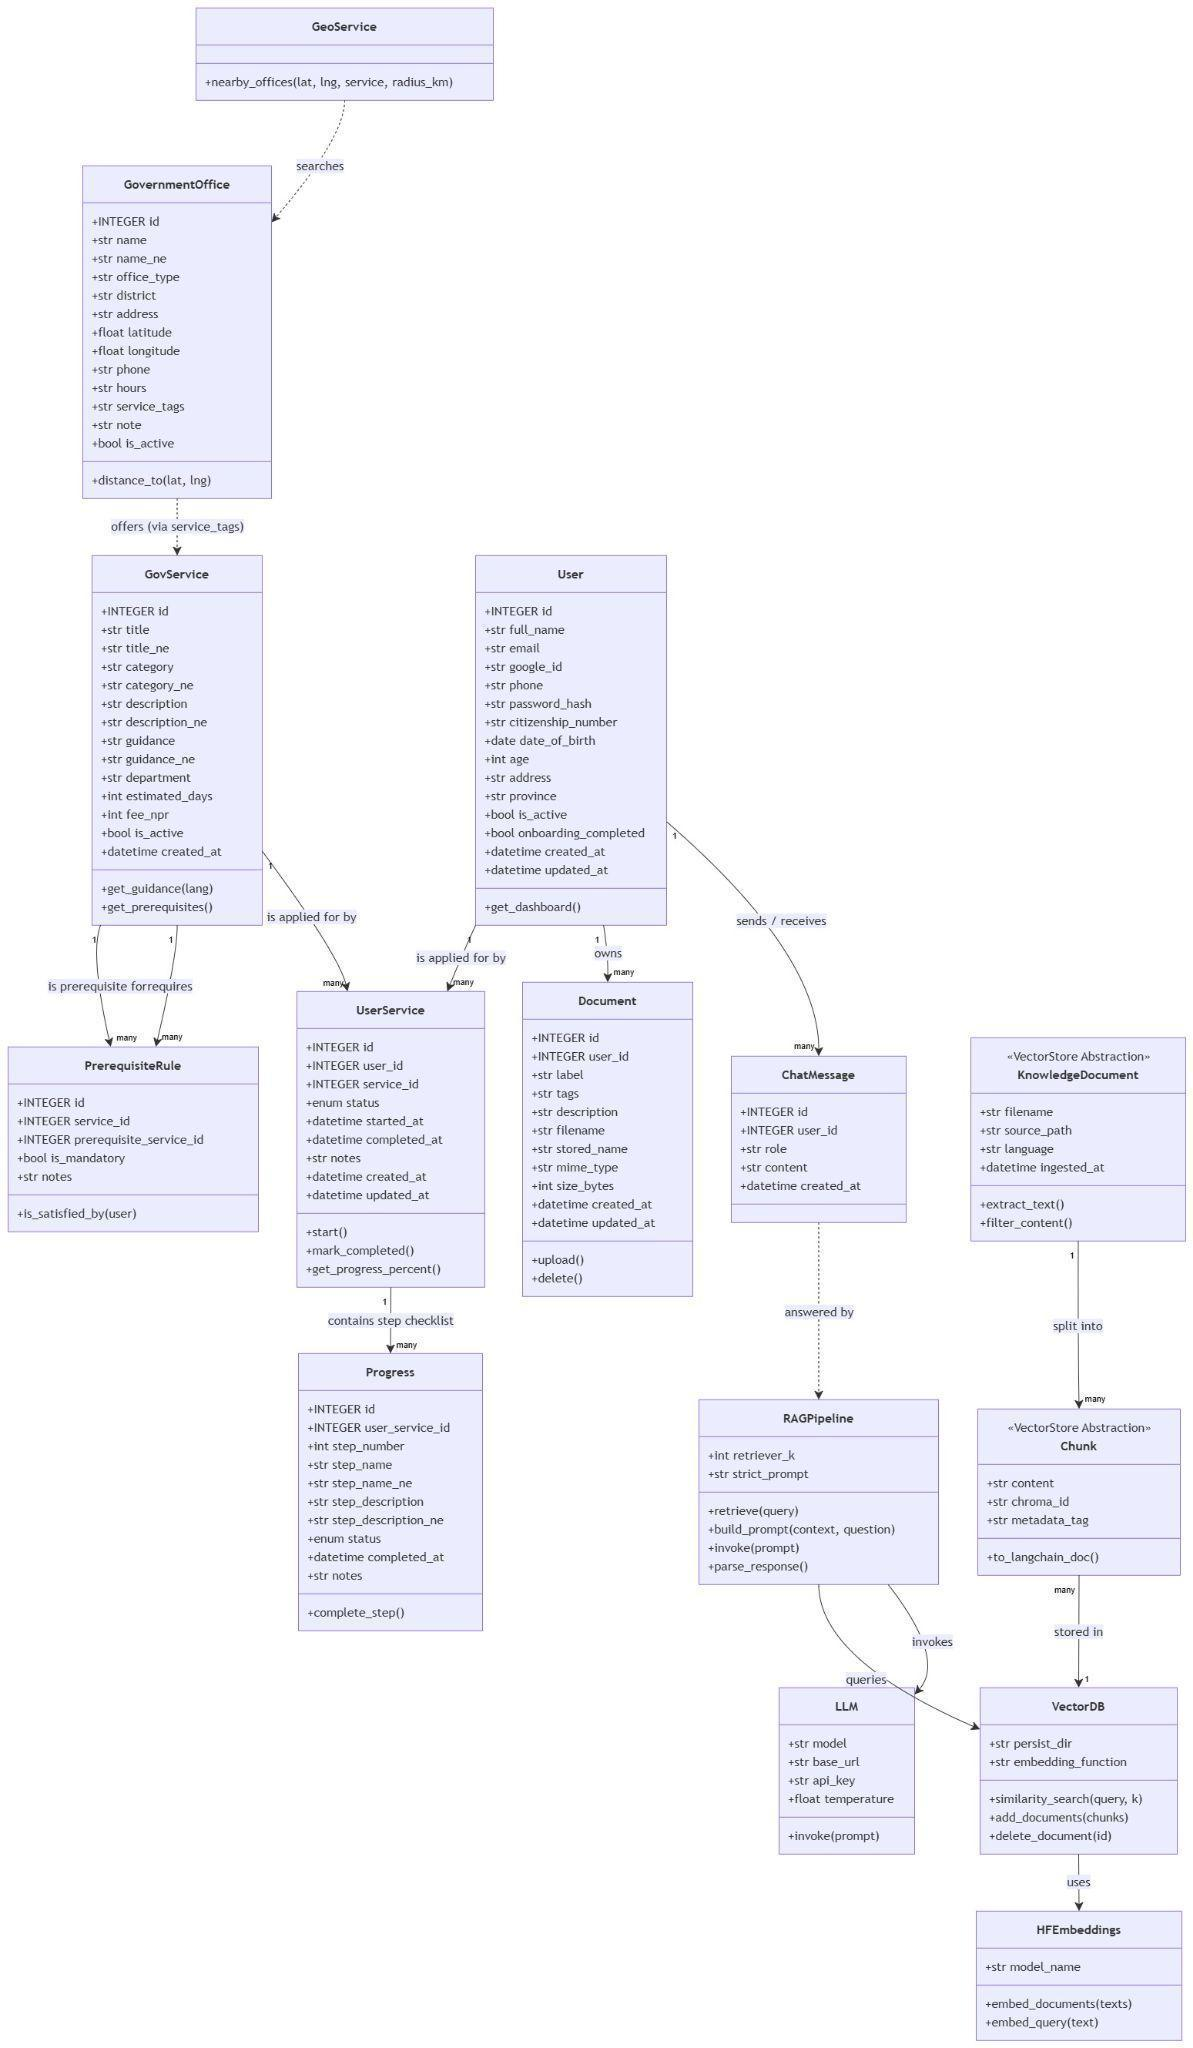 GeoService
+nearby_offices(lat, lng, service, radius_km)
searches
GovernmentOffice
+INTEGER id
+str name
+str name_ne
+str office_type
+str district
+str address
+float latitude
+float longitude
+str phone
+str hours
+str service_tags
+str note
+bool is_active
+distance_to(lat, lng)
offers (via service_tags)
GovService
+INTEGER id
+str title
+str title_ne
+str category
+str category_ne
+str description
+str description_ne
+str guidance
+str guidance_ne
+str department
+int estimated_days
+int fee_npr
+bool is_active
+datetime created_at
+get_guidance(lang)
+get_prerequisites()
User
+INTEGER id
+str full_name
+str email
+str google_id
+str phone
+str password_hash
+str citizenship_number
+date date_of_birth
+int age
+str address
+str province
+bool is_active
+bool onboarding_completed
+datetime created_at
+datetime updated_at
+get_dashboard()
1
is applied for by
many
1
is applied for by
many
1
owns
many
1
sends / receives
many
1
is prerequisite for
many
1
requires
many
PrerequisiteRule
+INTEGER id
+INTEGER service_id
+INTEGER prerequisite_service_id
+bool is_mandatory
+str notes
+is_satisfied_by(user)
UserService
+INTEGER id
+INTEGER user_id
+INTEGER service_id
+enum status
+datetime started_at
+datetime completed_at
+str notes
+datetime created_at
+datetime updated_at
+start()
+mark_completed()
+get_progress_percent()
1
contains step checklist
many
Progress
+INTEGER id
+INTEGER user_service_id
+int step_number
+str step_name
+str step_name_ne
+str step_description
+str step_description_ne
+enum status
+datetime completed_at
+str notes
+complete_step()
Document
+INTEGER id
+INTEGER user_id
+str label
+str tags
+str description
+str filename
+str stored_name
+str mime_type
+int size_bytes
+datetime created_at
+datetime updated_at
+upload()
+delete()
ChatMessage
+INTEGER id
+INTEGER user_id
+str role
+str content
+datetime created_at
answered by
RAGPipeline
+int retriever_k
+str strict_prompt
+retrieve(query)
+build_prompt(context, question)
+invoke(prompt)
+parse_response()
invokes
queries
LLM
+str model
+str base_url
+str api_key
+float temperature
+invoke(prompt)
«VectorStore Abstraction»
KnowledgeDocument
+str filename
+str source_path
+str language
+datetime ingested_at
+extract_text()
+filter_content()
1
split into
many
«VectorStore Abstraction»
Chunk
+str content
+str chroma_id
+str metadata_tag
+to_langchain_doc()
many
stored in
1
VectorDB
+str persist_dir
+str embedding_function
+similarity_search(query, k)
+add_documents(chunks)
+delete_document(id)
uses
HFEmbeddings
+str model_name
+embed_documents(texts)
+embed_query(text)